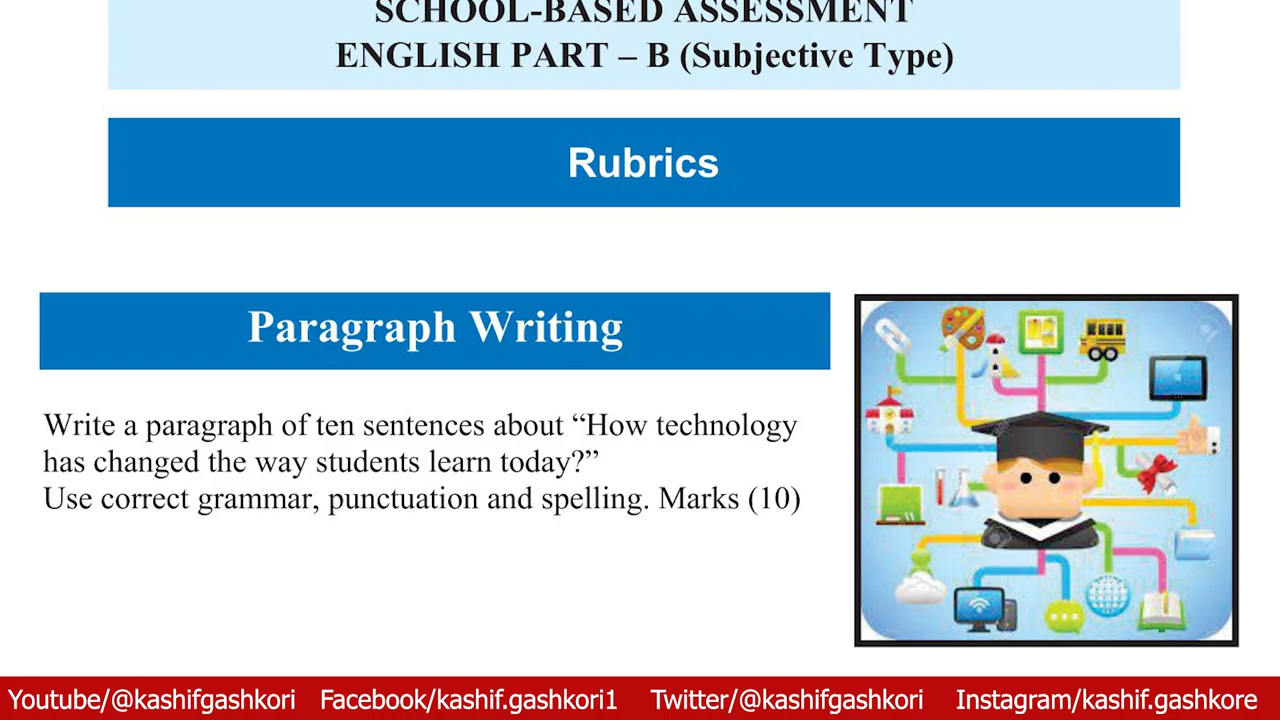 SCHOOL-BASED ASSESSMENT
ENGLISH PART – B (Subjective Type)
Rubrics
Paragraph Writing
Write a paragraph of ten sentences about “How technology
has changed the way students learn today?”
Use correct grammar, punctuation and spelling. Marks (10)
Youtube/@kashifgashkori Facebook/kashif.gashkori1 Twitter/@kashifgashkori Instagram/kashif.gashkore